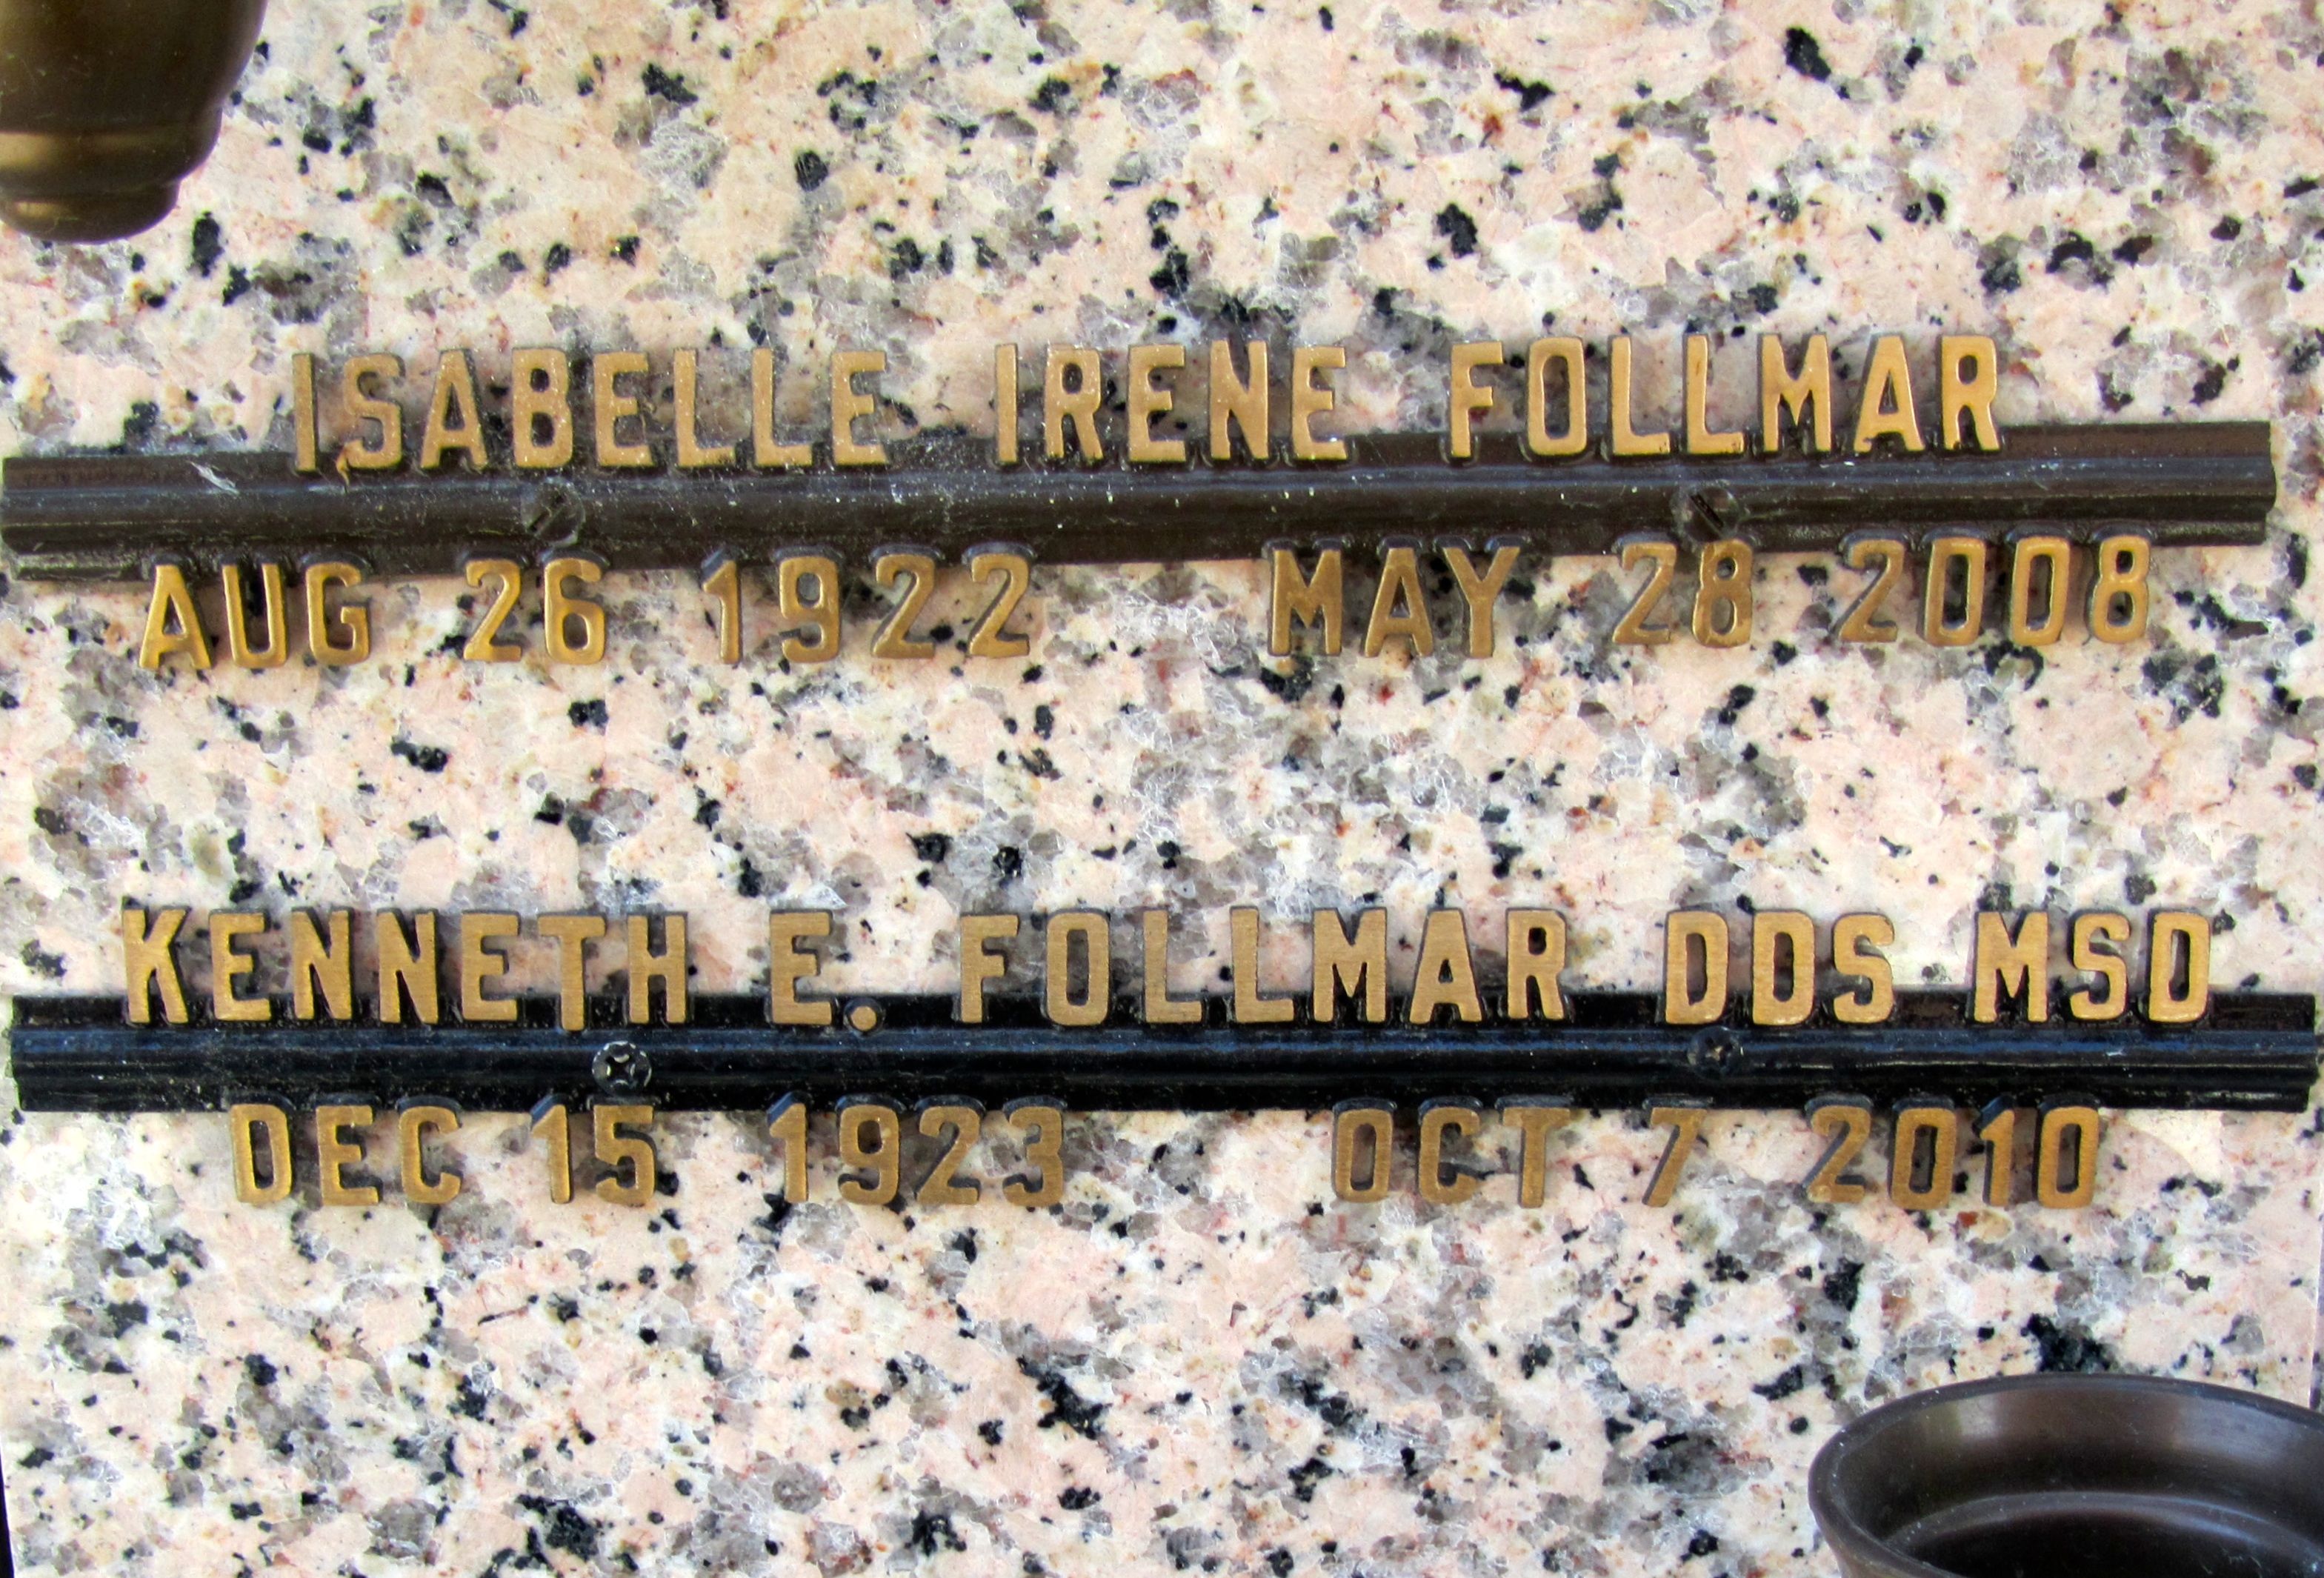 ISABELLE IRENE FOLLMAR
AUG 26 1922 MAY 28 2008
KENNETH E. FOLLMAR DDS MSD
DEC 15 1923 OCT 7 2010